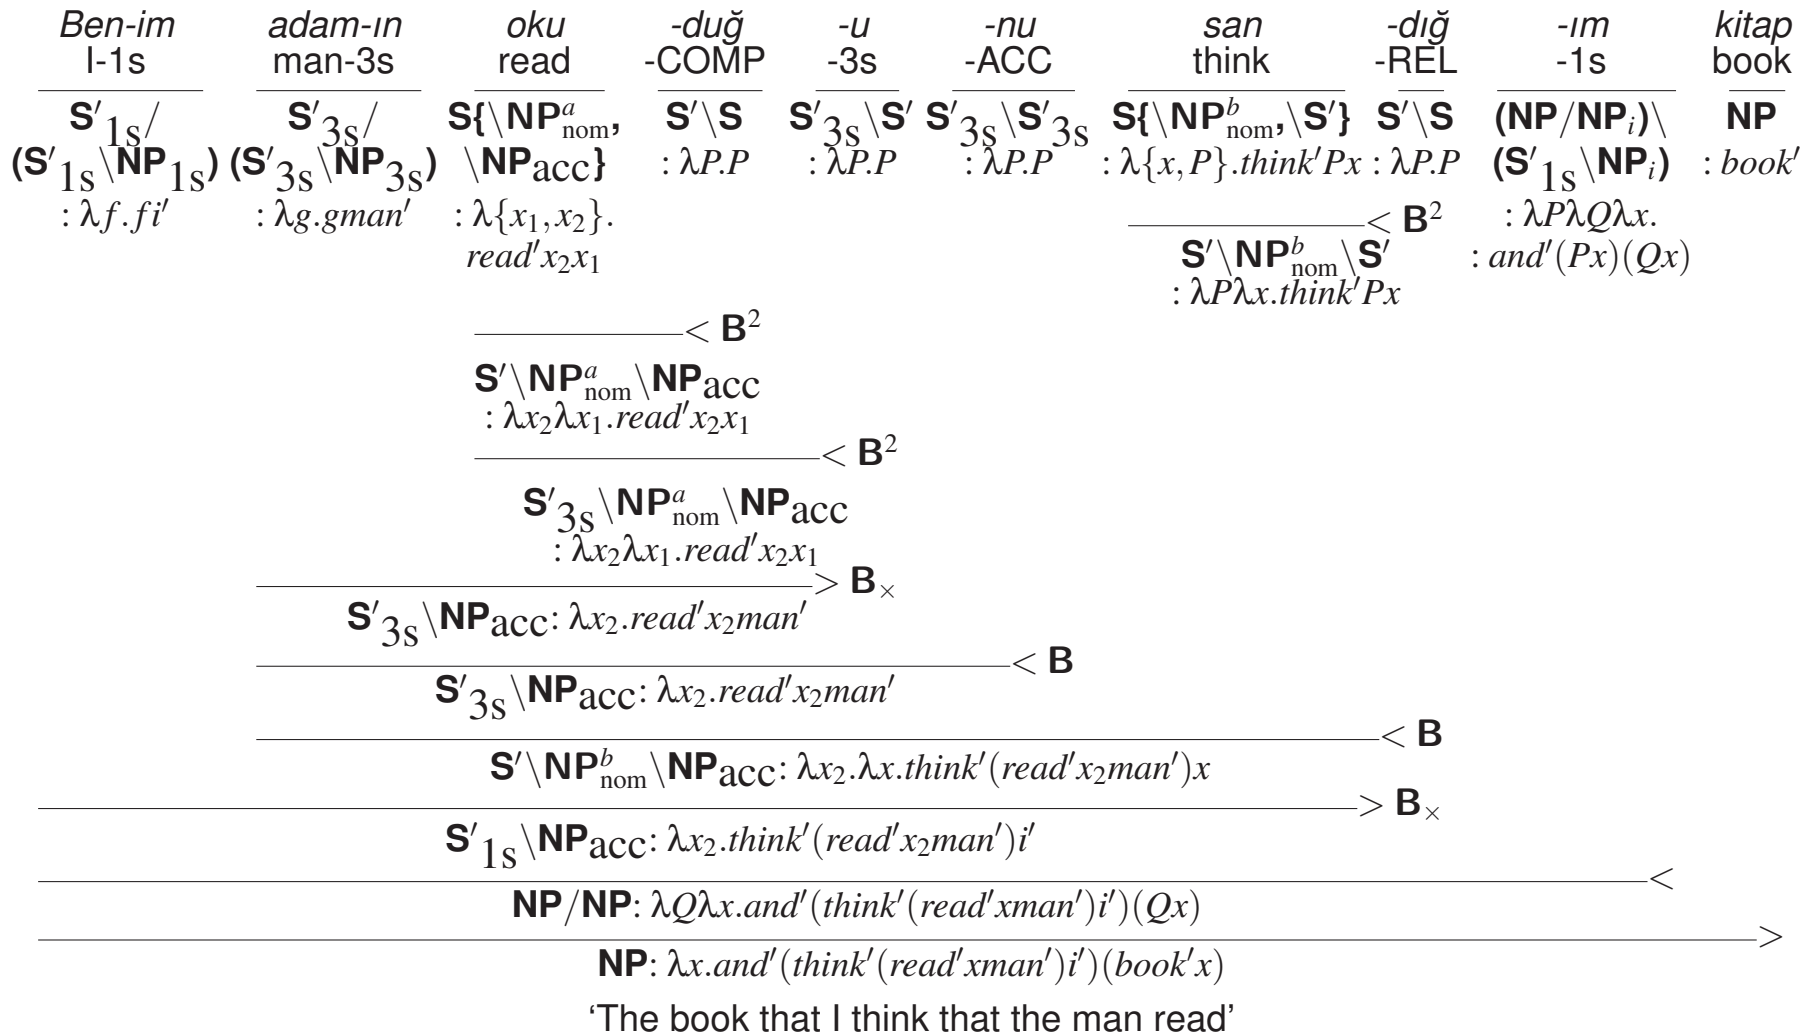 Ben-im adam-ın oku -duğ -u -nu san -dığ -ım kitap
I-1s man-3s read -COMP -3s -ACC think -REL -1s book
S′1s/ S′3s/ S{\NPᵃnom, S′\S S′3s\S′ S′3s\S′3s S{\NPᵇnom,\S′} S′\S (NP/NPᵢ)\ NP
(S′1s\NP1s) (S′3s\NP3s) \NPacc} : λP.P : λP.P : λP.P : λ{x,P}.think′Px : λP.P (S′1s\NPᵢ) : book′
: λf.fi′ : λg.gman′ : λ{x₁,x₂}. < B² : λPλQλx.
read′x₂x₁ S′\NPᵇnom\S′ : and′(Px)(Qx)
: λPλx.think′Px
< B²
S′\NPᵃnom\NPacc
: λx₂λx₁.read′x₂x₁
< B²
S′3s\NPᵃnom\NPacc
: λx₂λx₁.read′x₂x₁
> B×
S′3s\NPacc: λx₂.read′x₂man′
< B
S′3s\NPacc: λx₂.read′x₂man′
< B
S′\NPᵇnom\NPacc: λx₂.λx.think′(read′x₂man′)x
> B×
S′1s\NPacc: λx₂.think′(read′x₂man′)i′
<
NP/NP: λQλx.and′(think′(read′xman′)i′)(Qx)
>
NP: λx.and′(think′(read′xman′)i′)(book′x)
‘The book that I think that the man read’